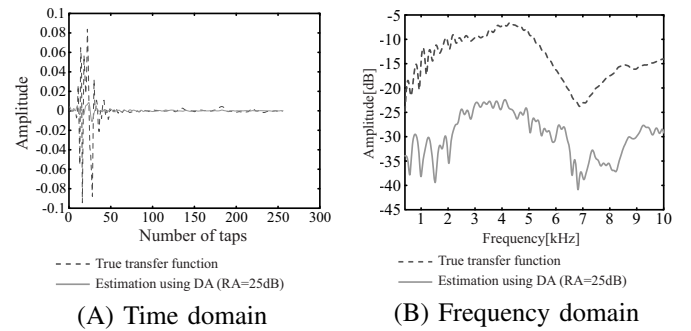 0.1
0.08
0.06
0.04
0.02
0
-0.02
-0.04
-0.06
-0.08
-0.1
Amplitude
0 50 100 150 200 250 300
Number of taps
True transfer function
Estimation using DA (RA=25dB)
(A) Time domain
-5
-10
-15
-20
-25
-30
-35
-40
-45
Amplitude[dB]
1 2 3 4 5 6 7 8 9 10
Frequency[kHz]
True transfer function
Estimation using DA (RA=25dB)
(B) Frequency domain